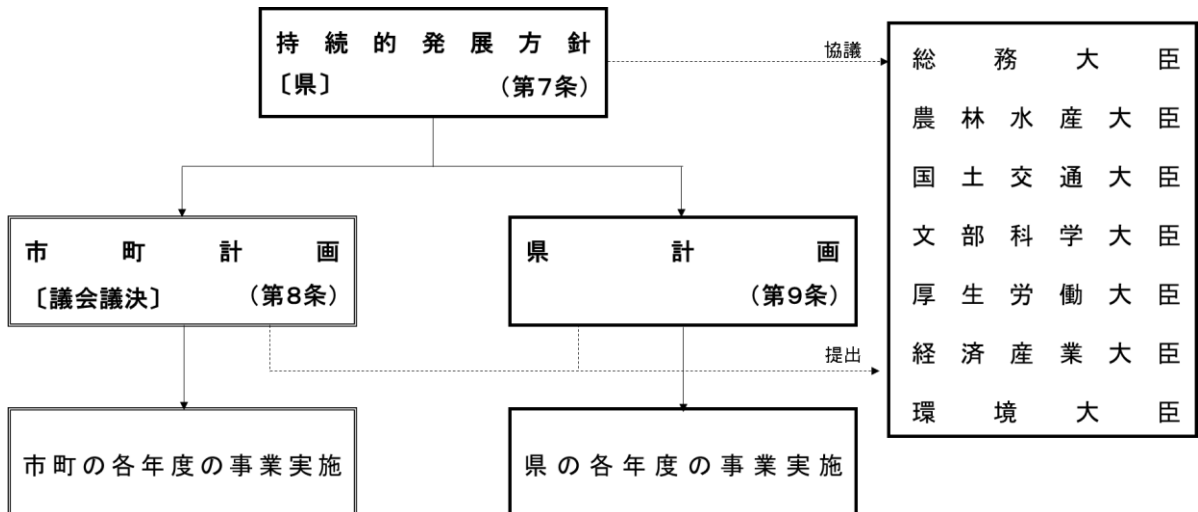 持続的発展方針
〔県〕 (第7条)
協議
総務大臣
農林水産大臣
国土交通大臣
文部科学大臣
厚生労働大臣
経済産業大臣
環境大臣
市町計画
〔議会議決〕 (第8条)
県計画
(第9条)
提出
市町の各年度の事業実施
県の各年度の事業実施